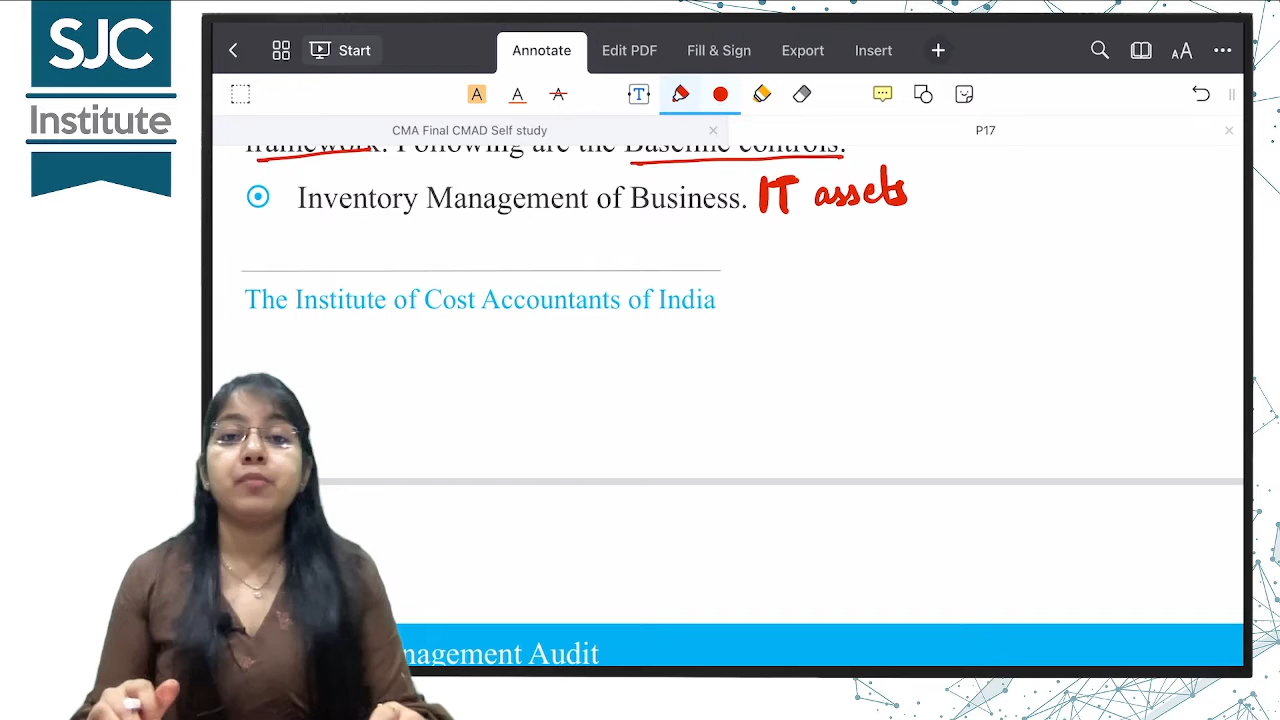 SJC
Institute
Start
Annotate
Edit PDF
Fill & Sign
Export
Insert
CMA Final CMAD Self study
P17
framework. Following are the Baseline controls.
Inventory Management of Business. IT assets
The Institute of Cost Accountants of India
nagement Audit